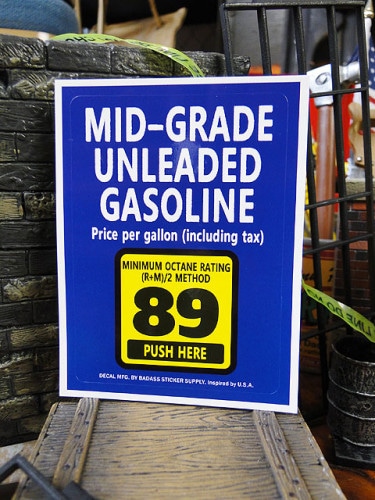 MID-GRADE
UNLEADED
GASOLINE
Price per gallon (including tax)
MINIMUM OCTANE RATING
(R+M)/2 METHOD
89
PUSH HERE
DECAL MFG. BY BADASS STICKER SUPPLY. Inspired by U.S.A.